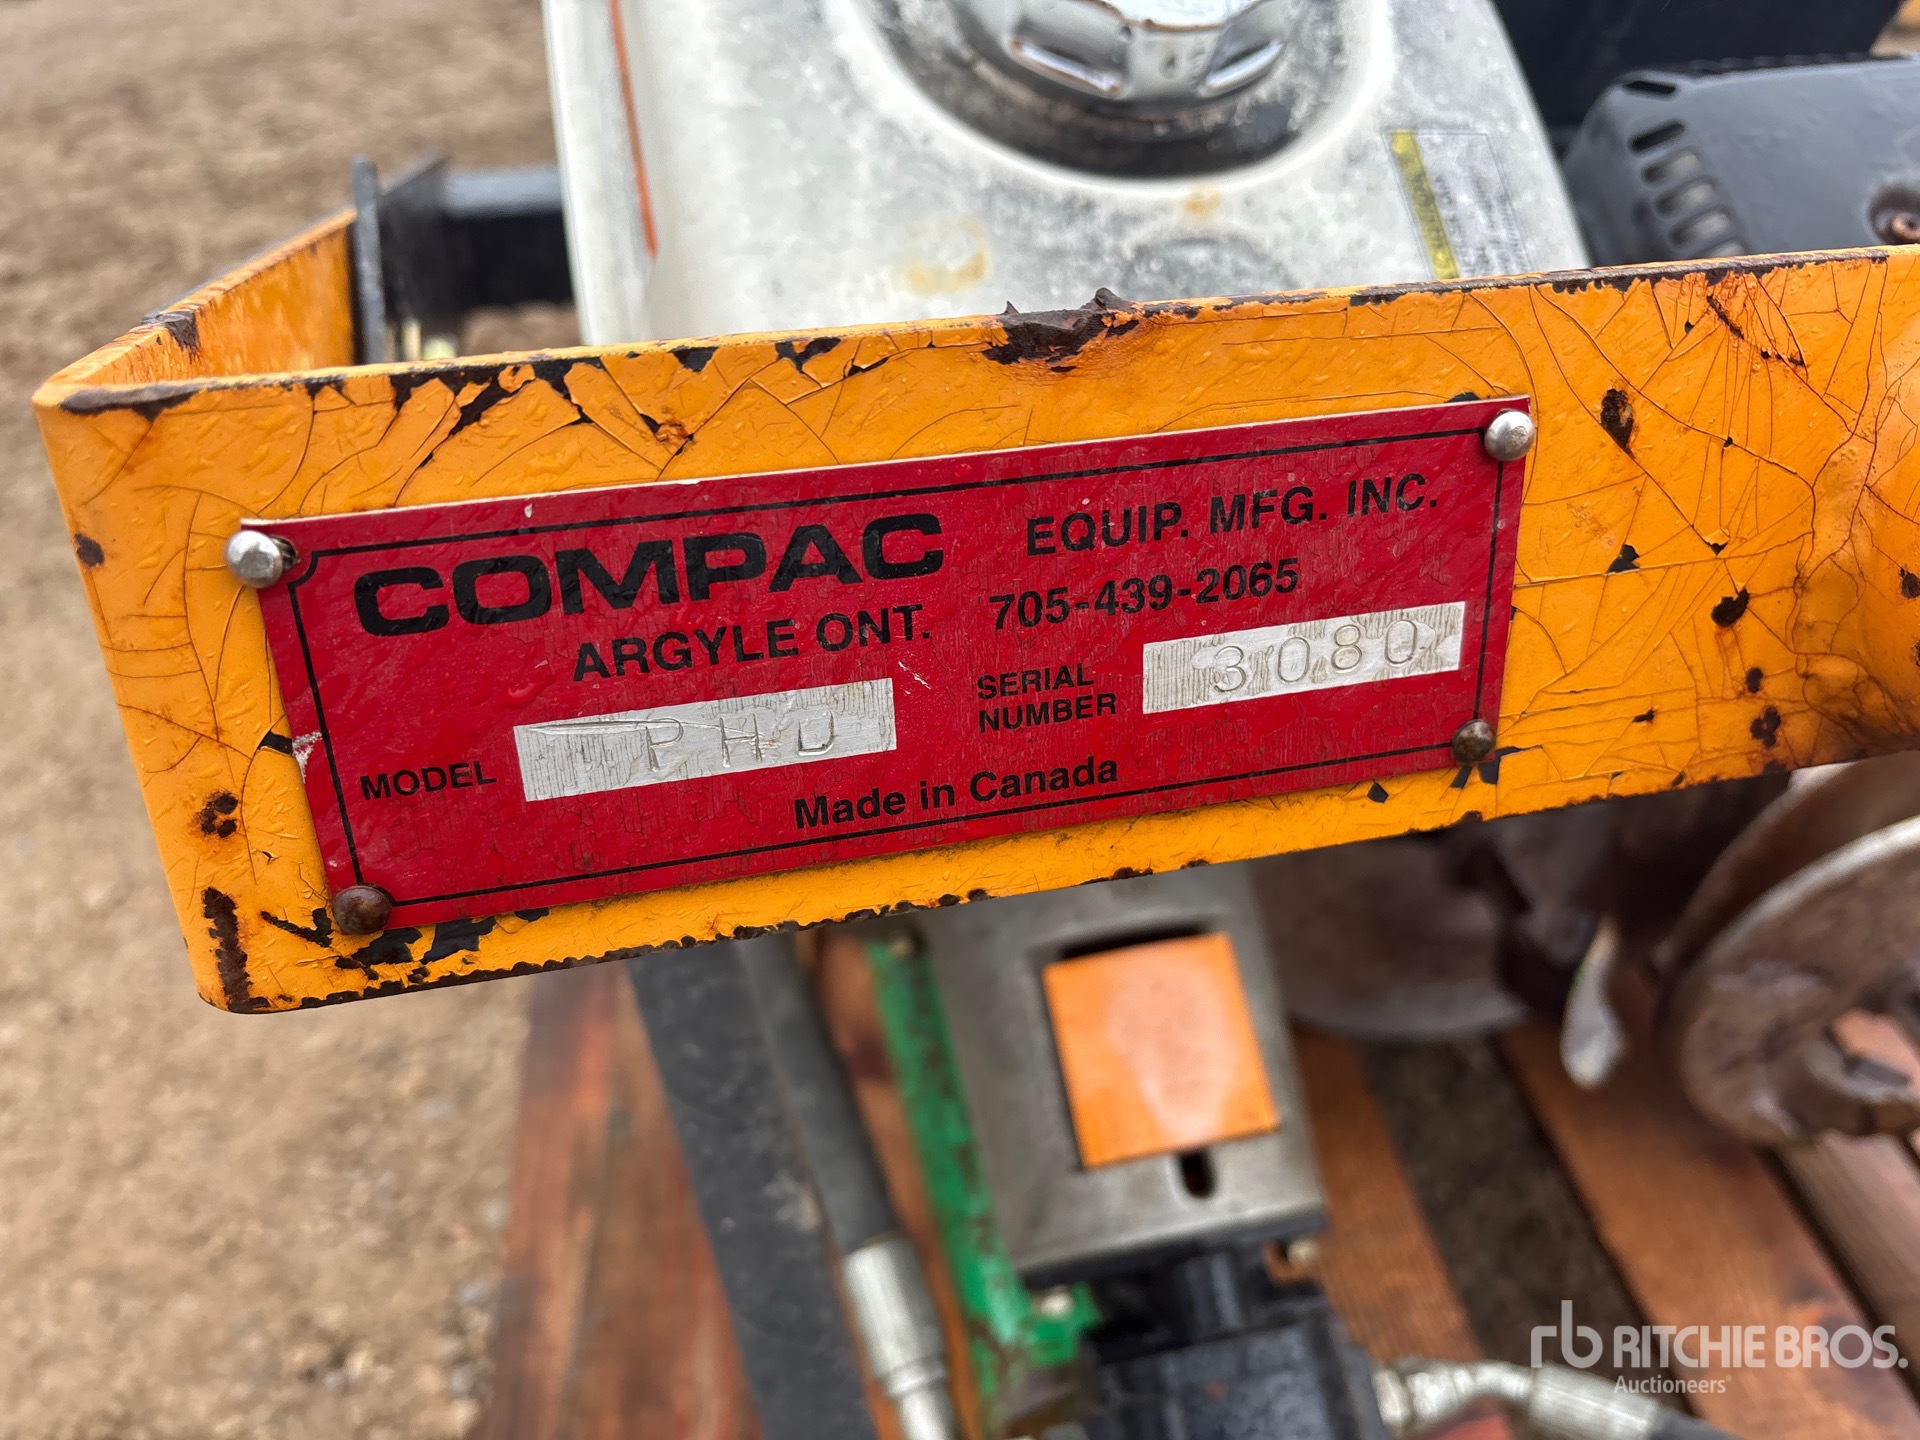 COMPAC EQUIP. MFG. INC.
ARGYLE ONT. 705-439-2065
MODEL PHD
SERIAL NUMBER 3080
Made in Canada
rb RITCHIE BROS.
Auctioneers